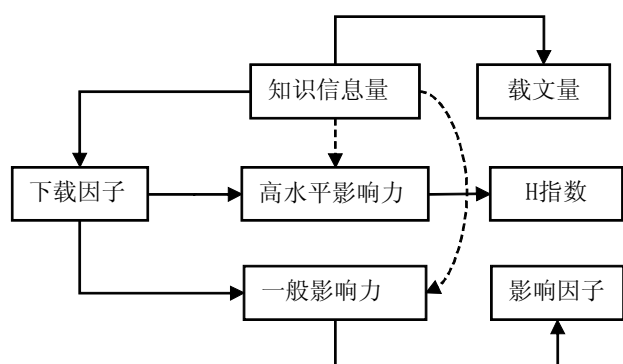 知识信息量
载文量
下载因子
高水平影响力
H指数
一般影响力
影响因子